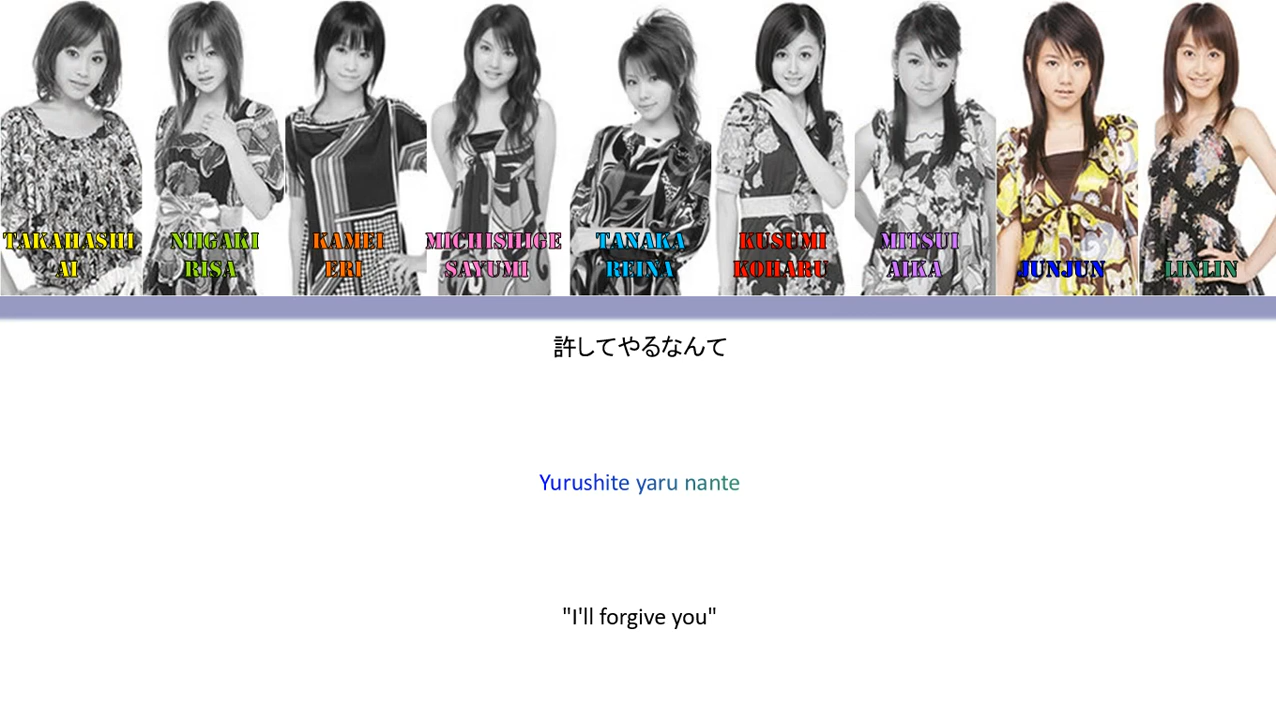 TAKAHASHI
AI
NIIGAKI
RISA
KAMEI
ERI
MICHISHIGE
SAYUMI
TANAKA
REINA
KUSUMI
KOHARU
MITSUI
AIKA
JUNJUN
LINLIN
許してやるなんて
Yurushite yaru nante
"I'll forgive you"